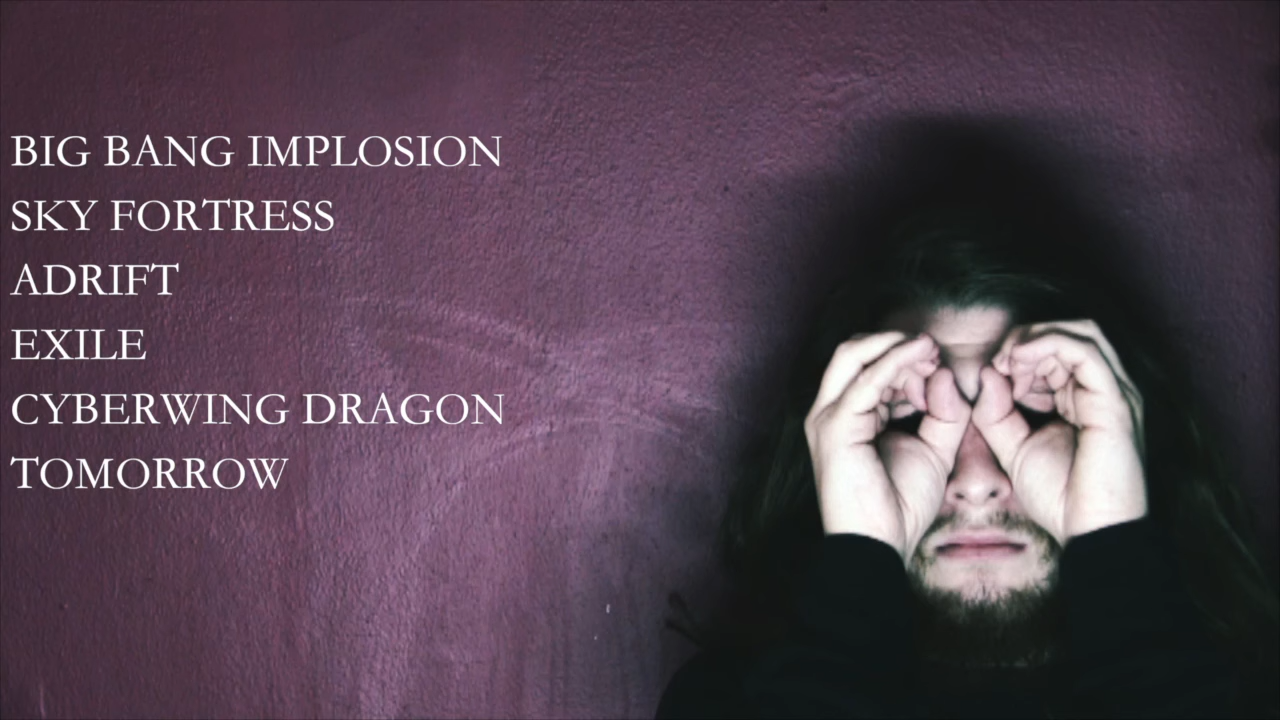 BIG BANG IMPLOSION
SKY FORTRESS
ADRIFT
EXILE
CYBERWING DRAGON
TOMORROW